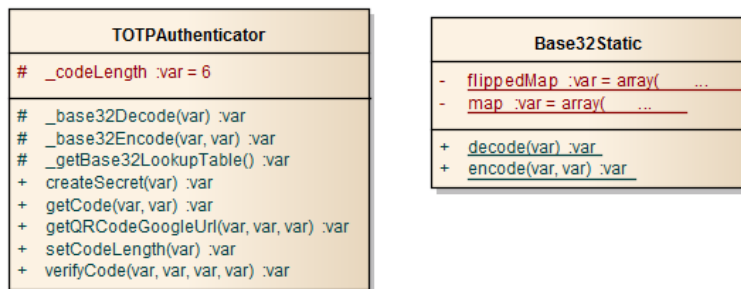 TOTPAuthenticator
# _codeLength :var = 6
# _base32Decode(var) :var
# _base32Encode(var, var) :var
# _getBase32LookupTable() :var
+ createSecret(var) :var
+ getCode(var, var) :var
+ getQRCodeGoogleUrl(var, var, var) :var
+ setCodeLength(var) :var
+ verifyCode(var, var, var, var) :var
Base32Static
- flippedMap :var = array( ...
- map :var = array( ...
+ decode(var) :var
+ encode(var, var) :var